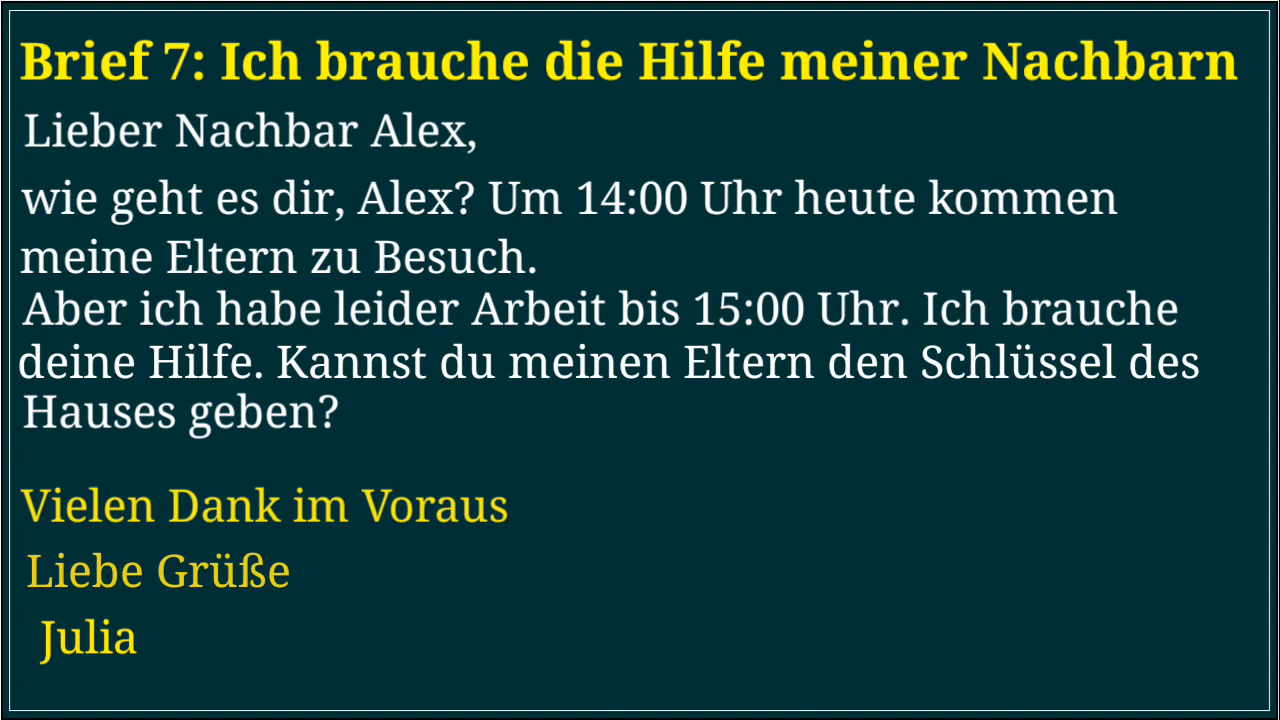 Brief 7: Ich brauche die Hilfe meiner Nachbarn
Lieber Nachbar Alex,
wie geht es dir, Alex? Um 14:00 Uhr heute kommen
meine Eltern zu Besuch.
Aber ich habe leider Arbeit bis 15:00 Uhr. Ich brauche
deine Hilfe. Kannst du meinen Eltern den Schlüssel des
Hauses geben?
Vielen Dank im Voraus
Liebe Grüße
Julia